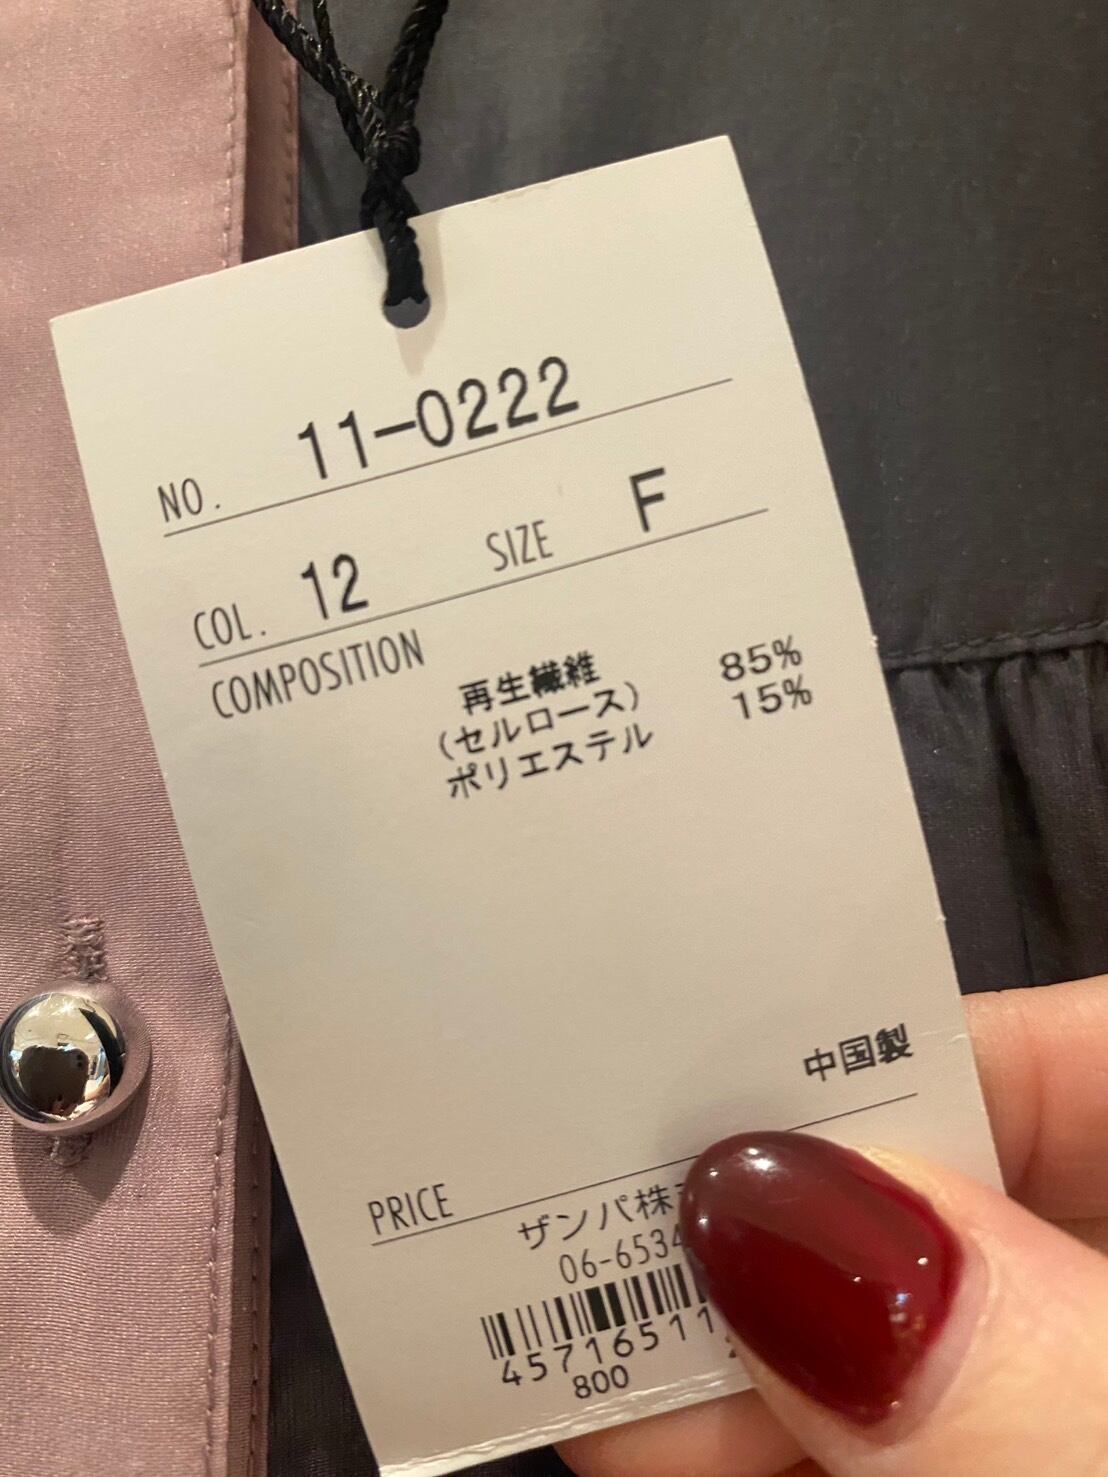 NO. 11-0222
COL. 12 SIZE F
COMPOSITION
再生繊維 85%
(セルロース) 15%
ポリエステル
中国製
PRICE
ザンパ株
06-6534
45716511
800